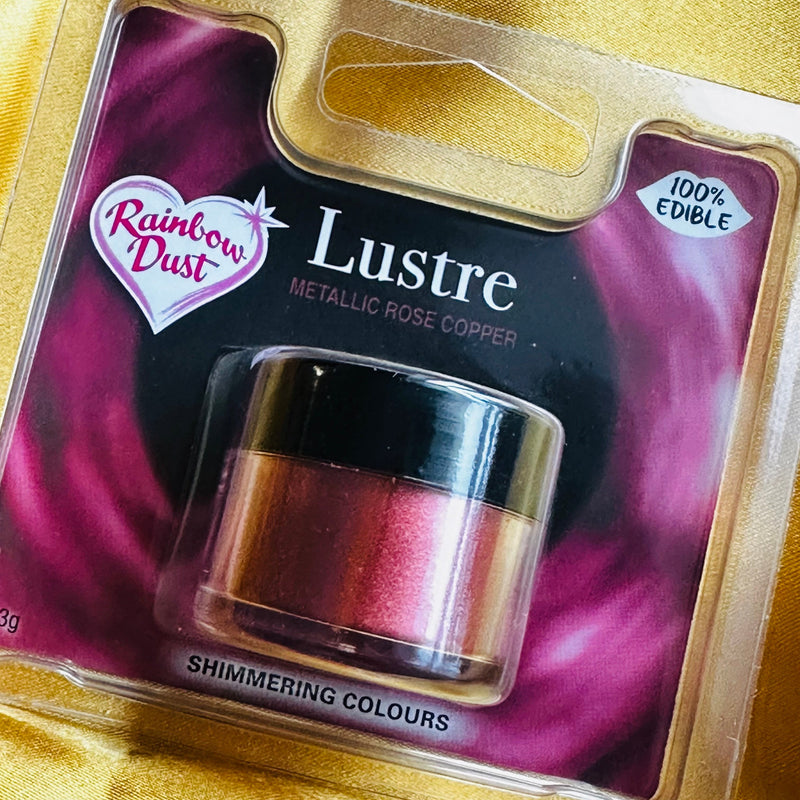 Rainbow
Dust
Lustre
METALLIC ROSE COPPER
100%
EDIBLE
3g
SHIMMERING COLOURS